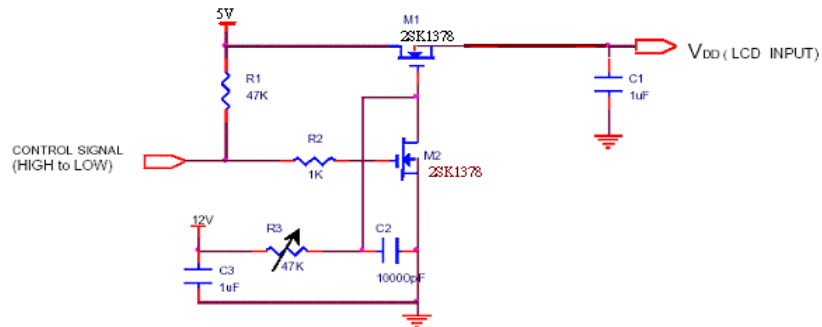 5V
M1
2SK1378
VDD ( LCD INPUT)
R1
47K
C1
1uF
CONTROL SIGNAL
(HIGH to LOW)
R2
1K
M2
2SK1378
12V
R3
47K
C2
10000pF
C3
1uF